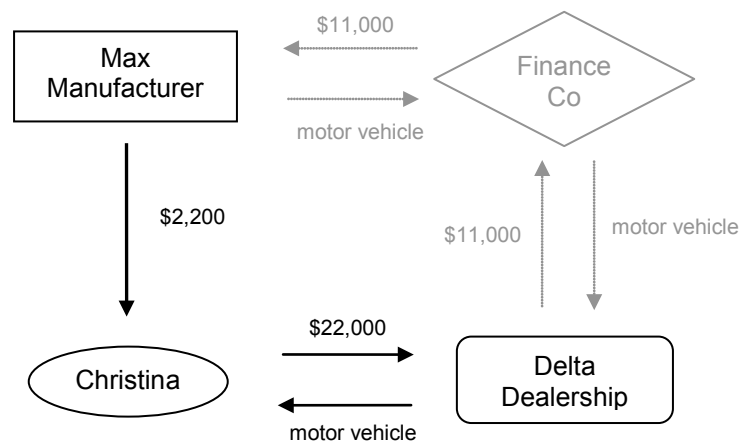 $11,000
Max
Manufacturer
Finance
Co
motor vehicle
$2,200
$11,000
motor vehicle
$22,000
Christina
Delta
Dealership
motor vehicle